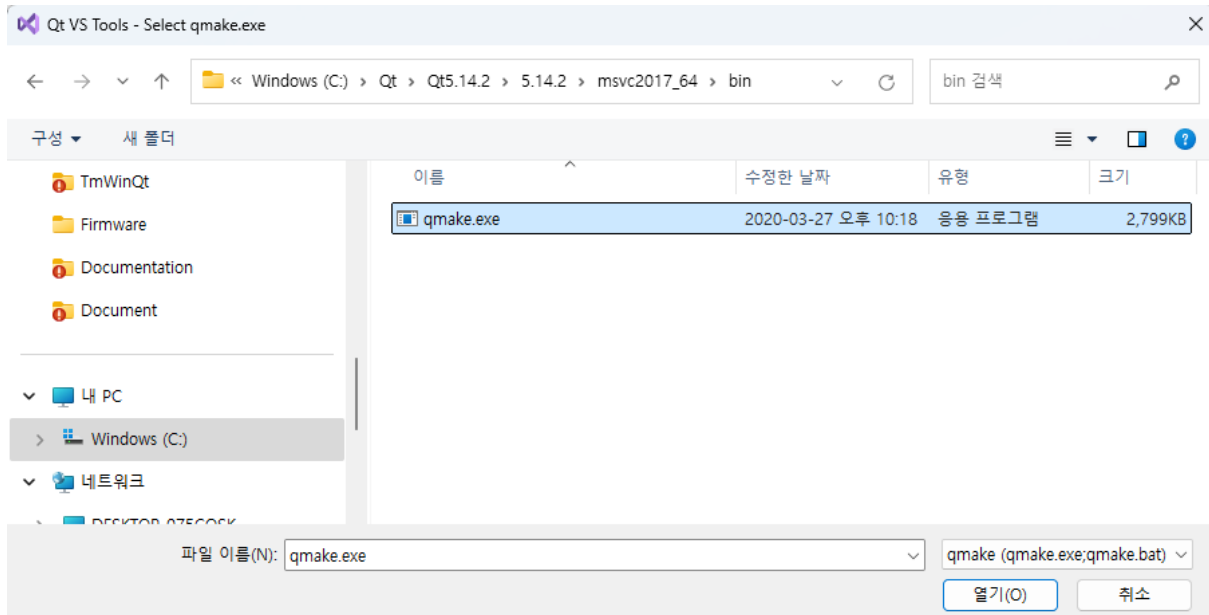 Qt VS Tools - Select qmake.exe
« Windows (C:) > Qt > Qt5.14.2 > 5.14.2 > msvc2017_64 > bin
bin 검색
구성 새 폴더
이름 수정한 날짜 유형 크기
TmWinQt
qmake.exe 2020-03-27 오후 10:18 응용 프로그램 2,799KB
Firmware
Documentation
Document
내 PC
Windows (C:)
네트워크
파일 이름(N): qmake.exe qmake (qmake.exe;qmake.bat)
열기(O) 취소